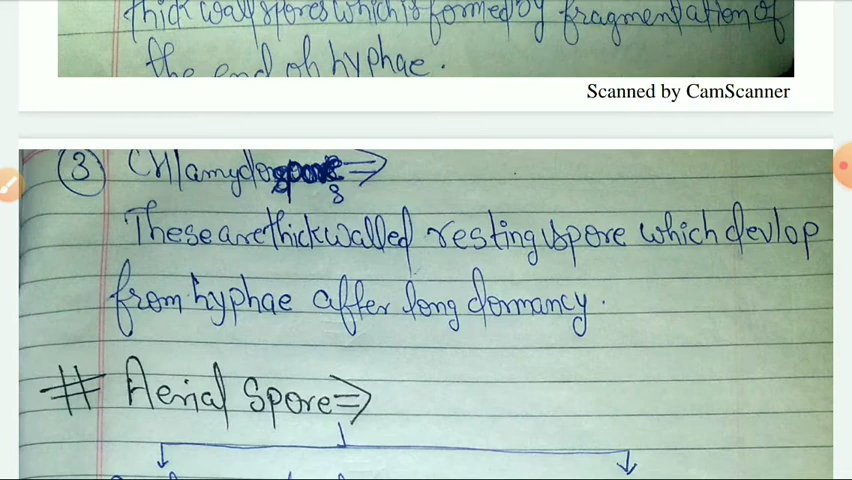 thick wall spores which is formed by fragmentation of
the end of hyphae.
Scanned by CamScanner
③ Chlamydospores ⇒
These are thick walled resting spore which devlop
from hyphae after long dormancy.
# Aerial Spore ⇒